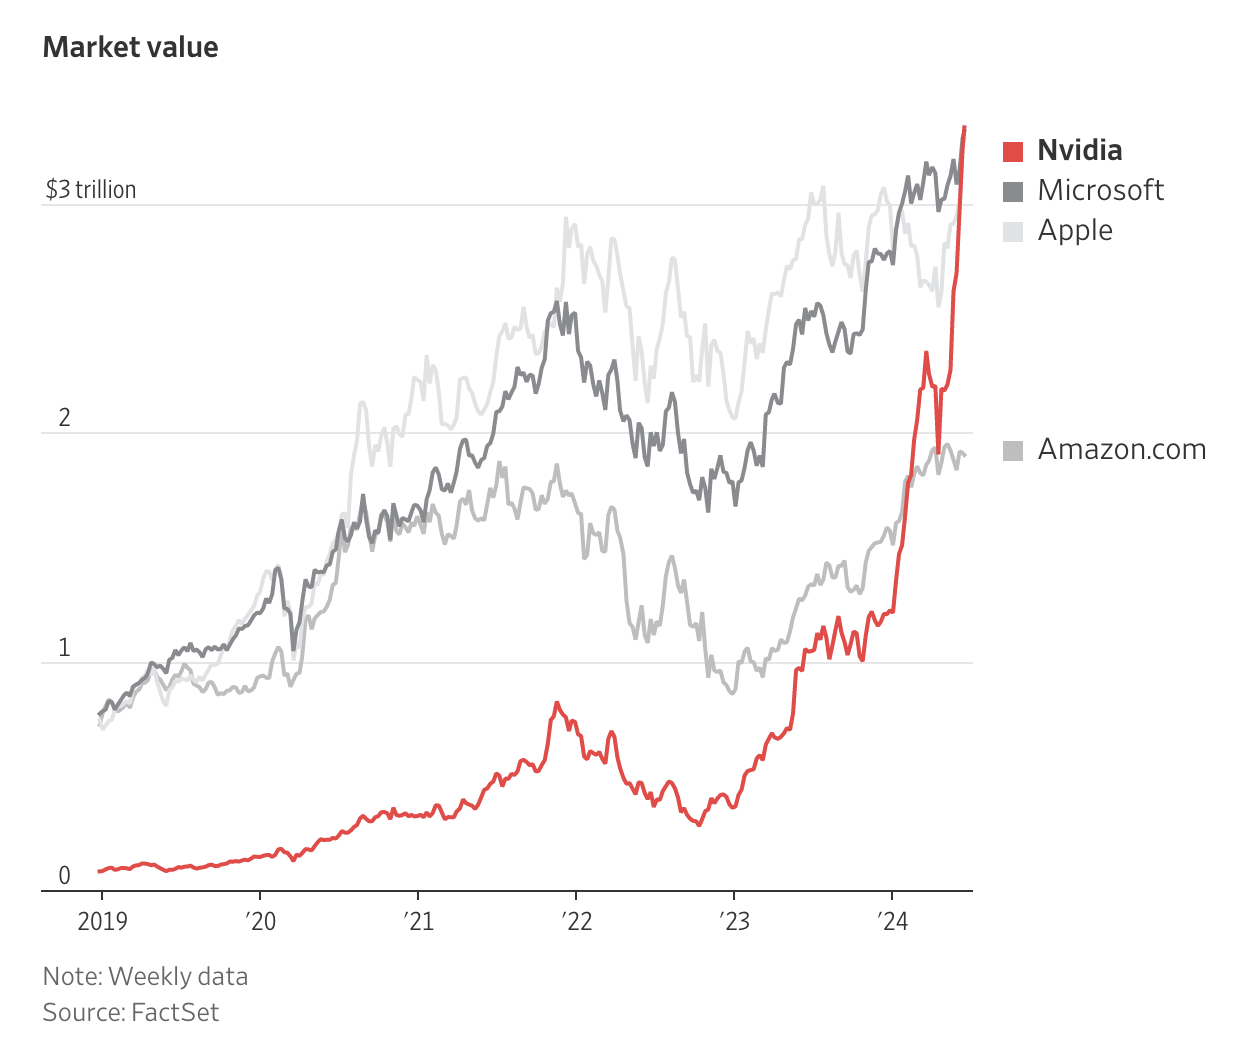 Market value
$3 trillion
2
1
0
2019 ’20 ’21 ’22 ’23 ’24
Nvidia
Microsoft
Apple
Amazon.com
Note: Weekly data
Source: FactSet